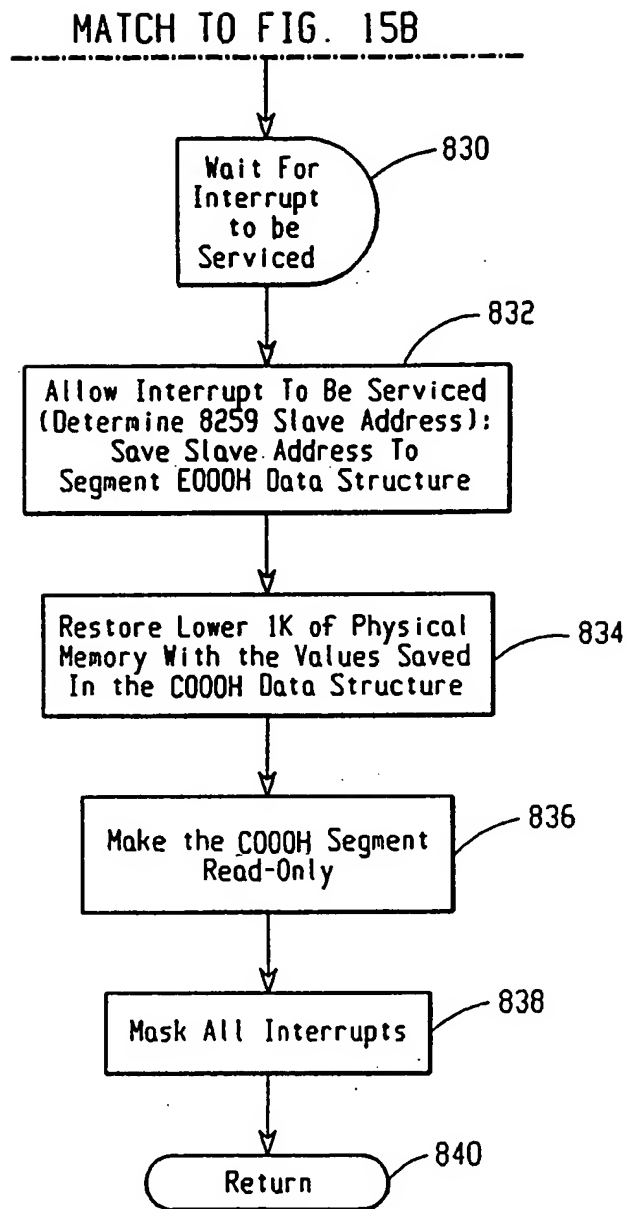 MATCH TO FIG. 15B
Wait For
Interrupt
to be
Serviced
830
832
Allow Interrupt To Be Serviced
(Determine 8259 Slave Address):
Save Slave Address To
Segment E000H Data Structure
Restore Lower 1K of Physical
Memory With the Values Saved
In the C000H Data Structure
834
Make the C000H Segment
Read-Only
836
Mask All Interrupts
838
Return
840